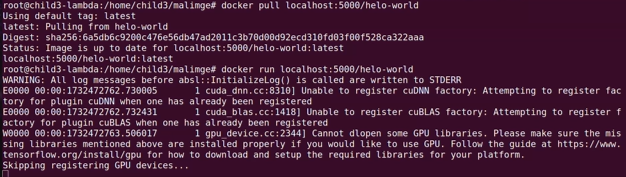 root@child3-lambda:/home/child3/malimge# docker pull localhost:5000/helo-world
Using default tag: latest
latest: Pulling from helo-world
Digest: sha256:6a5db6c9200c476e56db47ad2011c3b70d00d92ecd310fd03f00f528ca322aaa
Status: Image is up to date for localhost:5000/helo-world:latest
localhost:5000/helo-world:latest
root@child3-lambda:/home/child3/malimge# docker run localhost:5000/helo-world
WARNING: All log messages before absl::InitializeLog() is called are written to STDERR
E0000 00:00:1732472762.730005       1 cuda_dnn.cc:8310] Unable to register cuDNN factory: Attempting to register fac
tory for plugin cuDNN when one has already been registered
E0000 00:00:1732472762.732431       1 cuda_blas.cc:1418] Unable to register cuBLAS factory: Attempting to register f
actory for plugin cuBLAS when one has already been registered
W0000 00:00:1732472763.506017       1 gpu_device.cc:2344] Cannot dlopen some GPU libraries. Please make sure the mis
sing libraries mentioned above are installed properly if you would like to use GPU. Follow the guide at https://www.
tensorflow.org/install/gpu for how to download and setup the required libraries for your platform.
Skipping registering GPU devices...